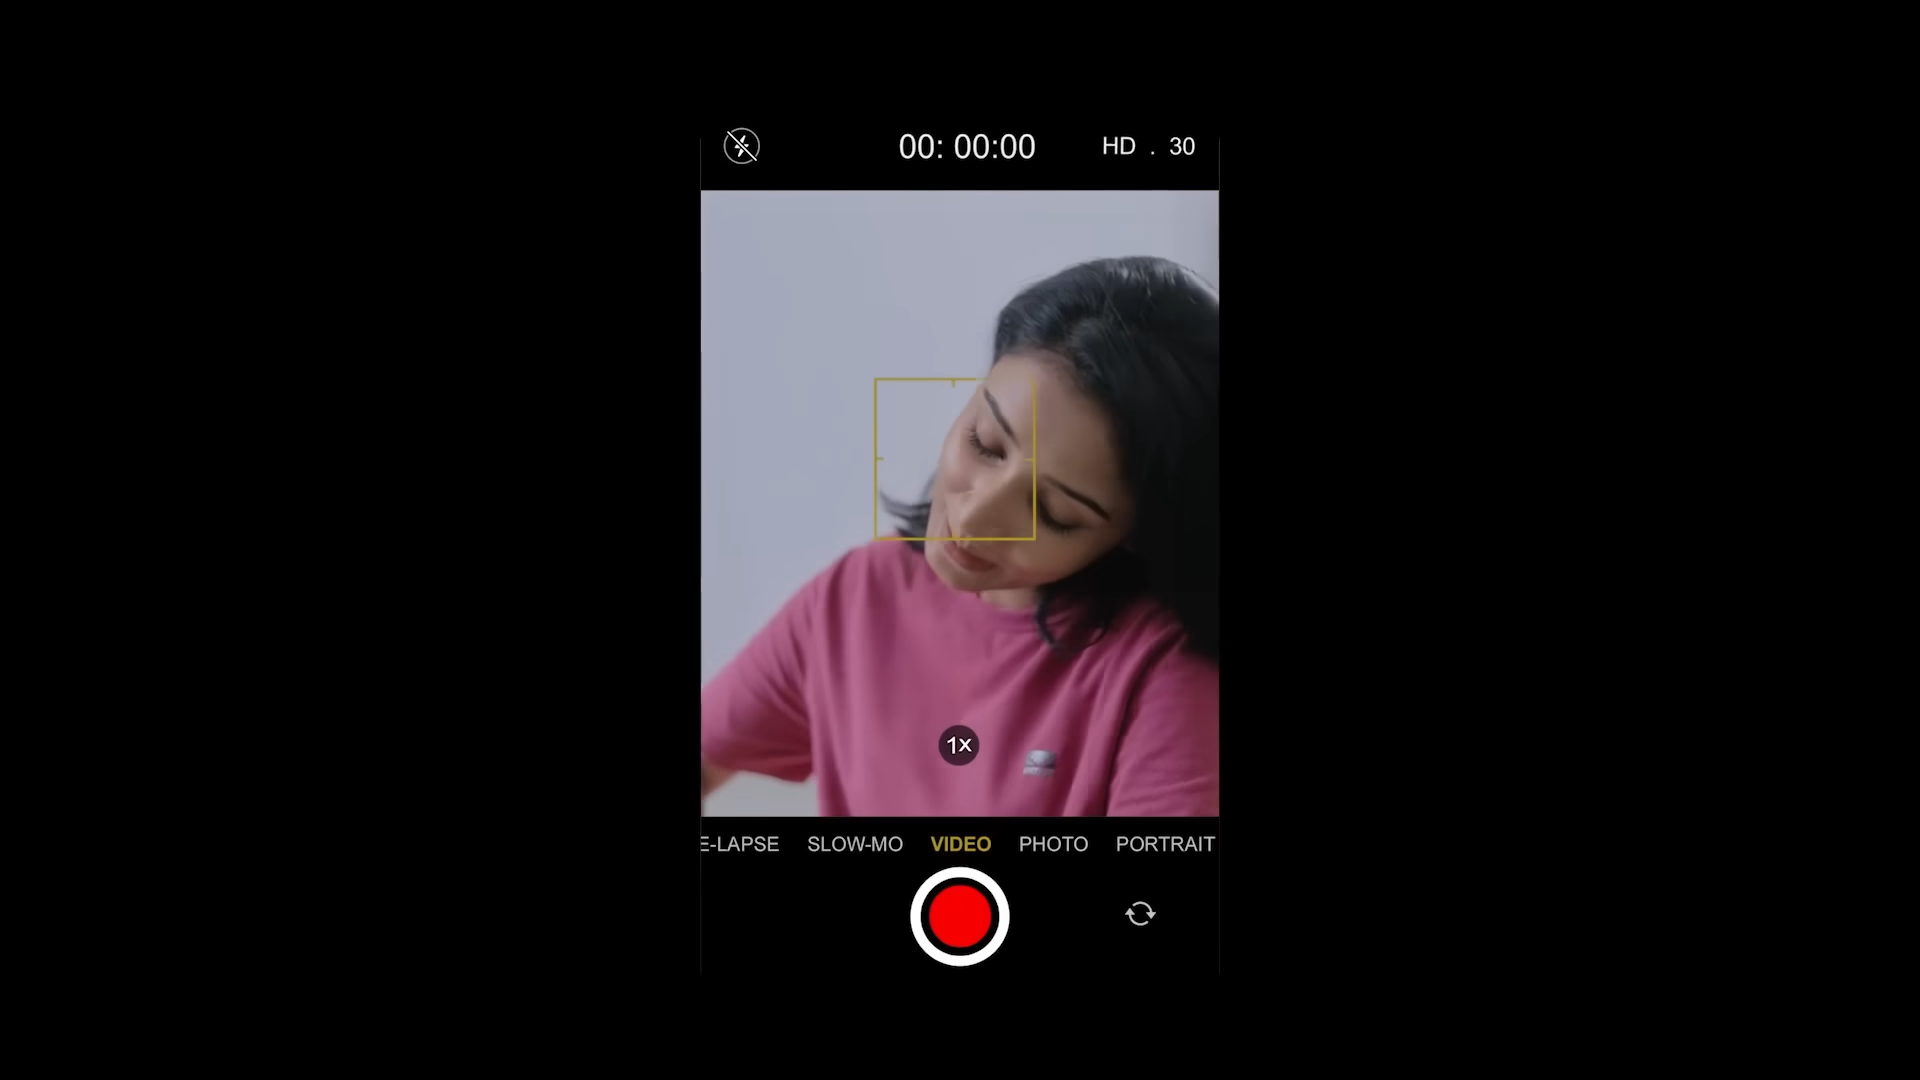 00: 00:00
HD . 30
1x
E-LAPSE SLOW-MO VIDEO PHOTO PORTRAIT